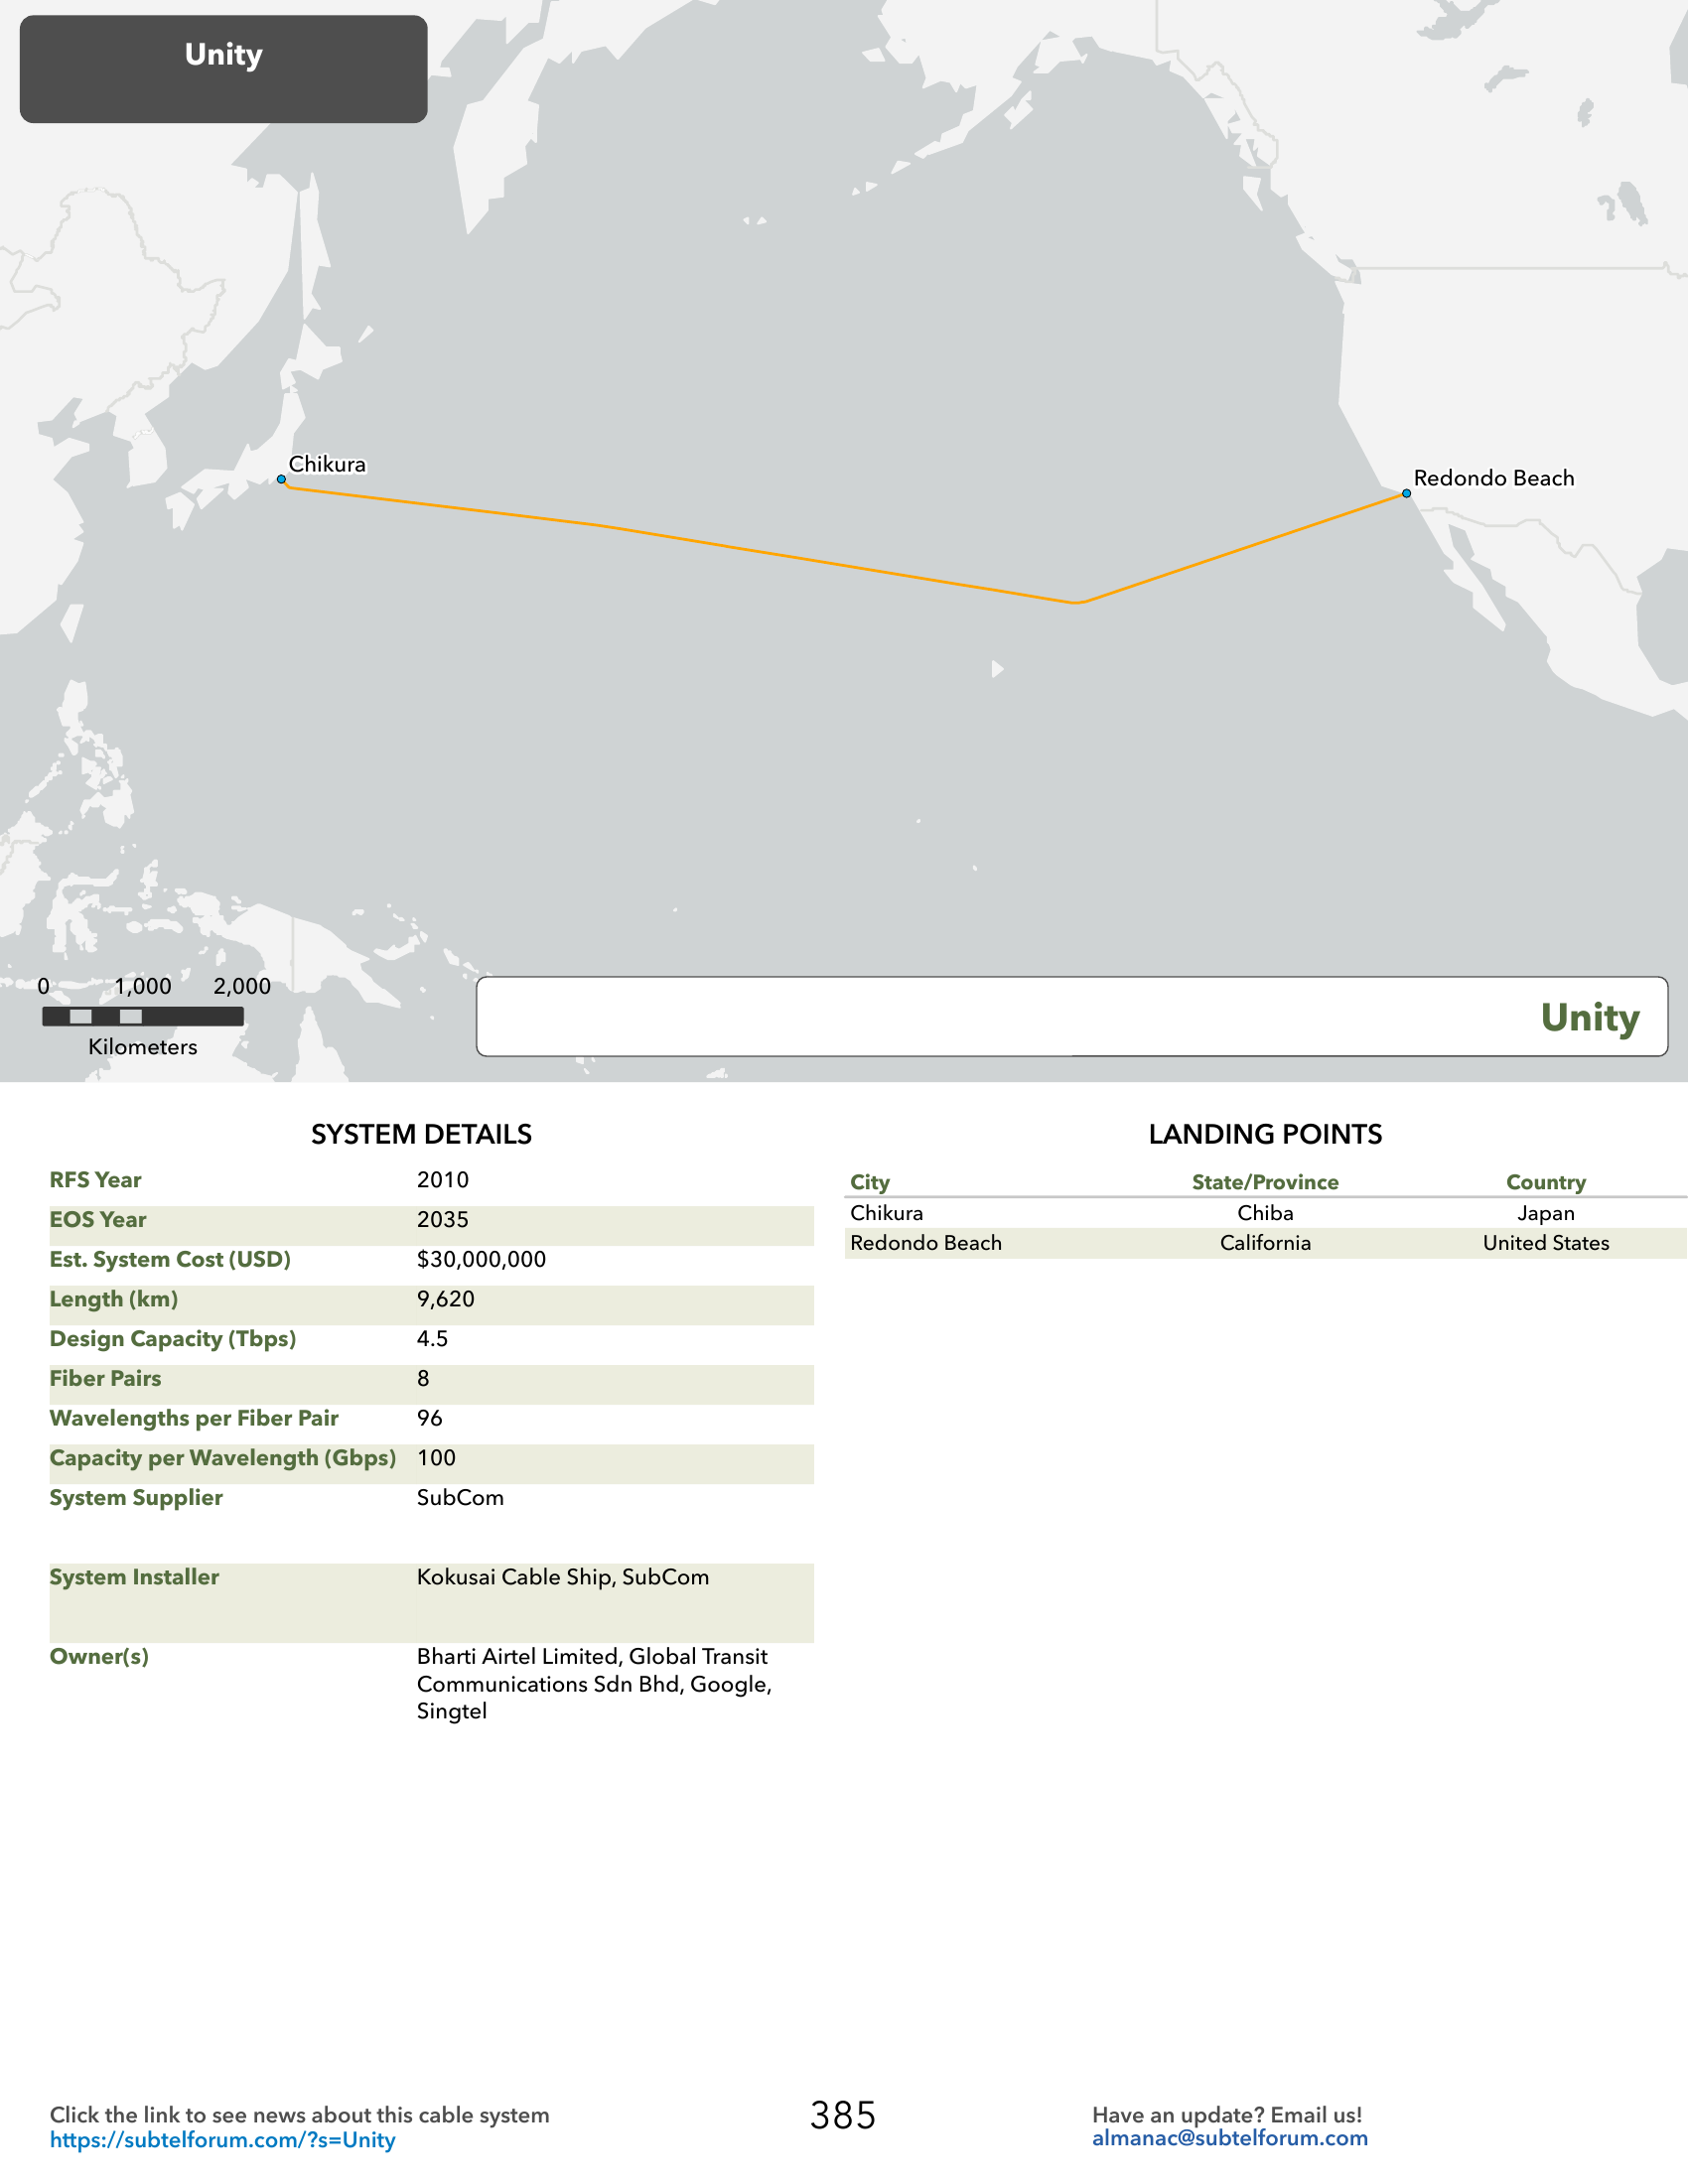 Unity
Chikura
Redondo Beach
0 1,000 2,000
Kilometers
Unity
SYSTEM DETAILS
RFS Year 2010
EOS Year 2035
Est. System Cost (USD) $30,000,000
Length (km) 9,620
Design Capacity (Tbps) 4.5
Fiber Pairs 8
Wavelengths per Fiber Pair 96
Capacity per Wavelength (Gbps) 100
System Supplier SubCom
System Installer Kokusai Cable Ship, SubCom
Owner(s) Bharti Airtel Limited, Global Transit
Communications Sdn Bhd, Google,
Singtel
LANDING POINTS
City State/Province Country
Chikura Chiba Japan
Redondo Beach California United States
Click the link to see news about this cable system
https://subtelforum.com/?s=Unity
385
Have an update? Email us!
almanac@subtelforum.com